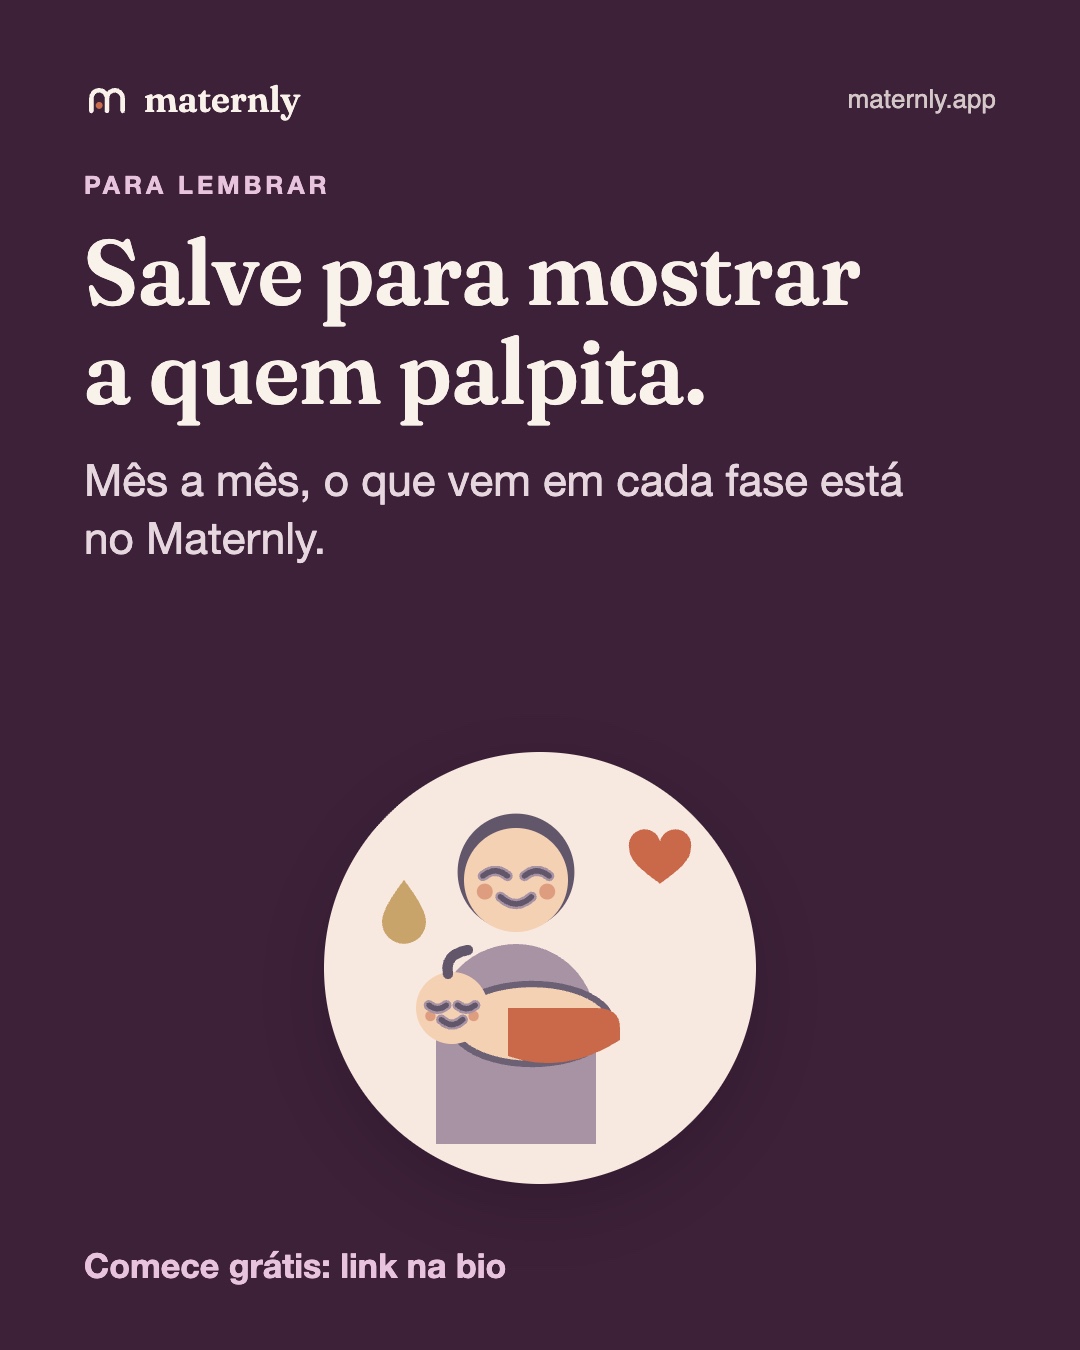 maternly
maternly.app
PARA LEMBRAR
Salve para mostrar
a quem palpita.
Mês a mês, o que vem em cada fase está
no Maternly.
Comece grátis: link na bio